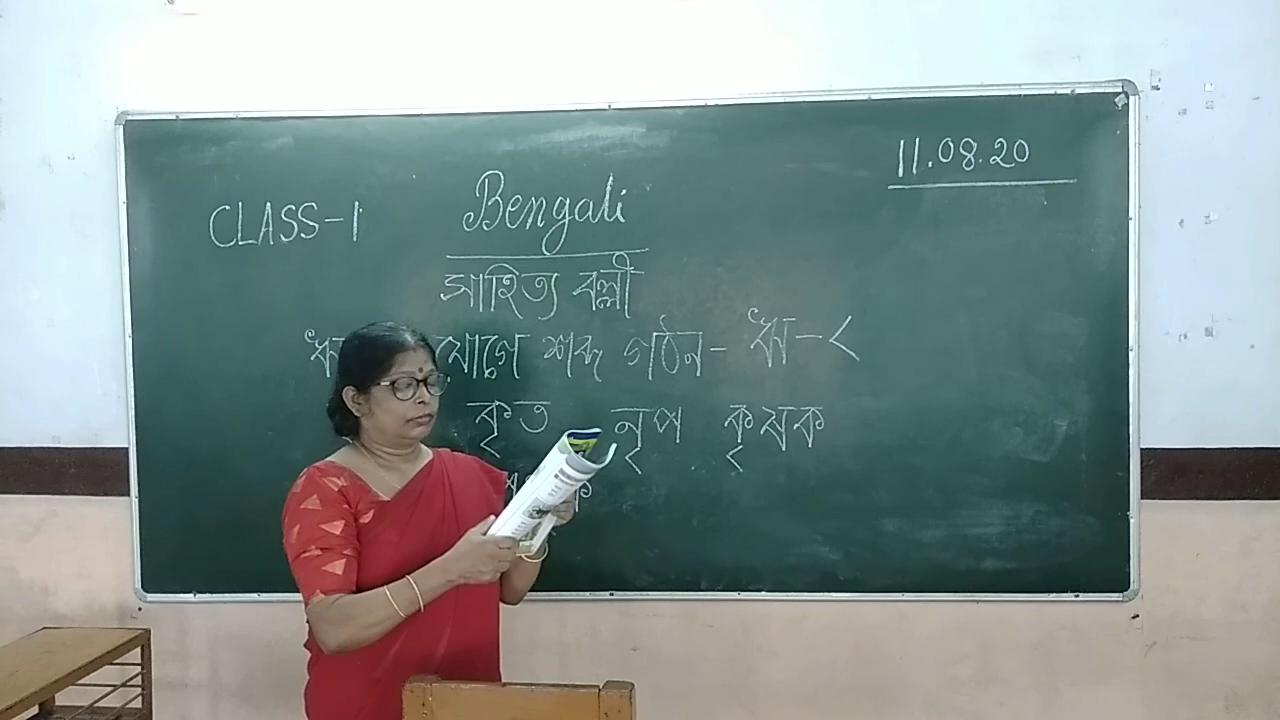 11.08.20
CLASS-1
Bengali
সাহিত্য বল্লী
যোগে শব্দ গঠন- ঋ-ৃ
কৃত নৃপ কৃষক